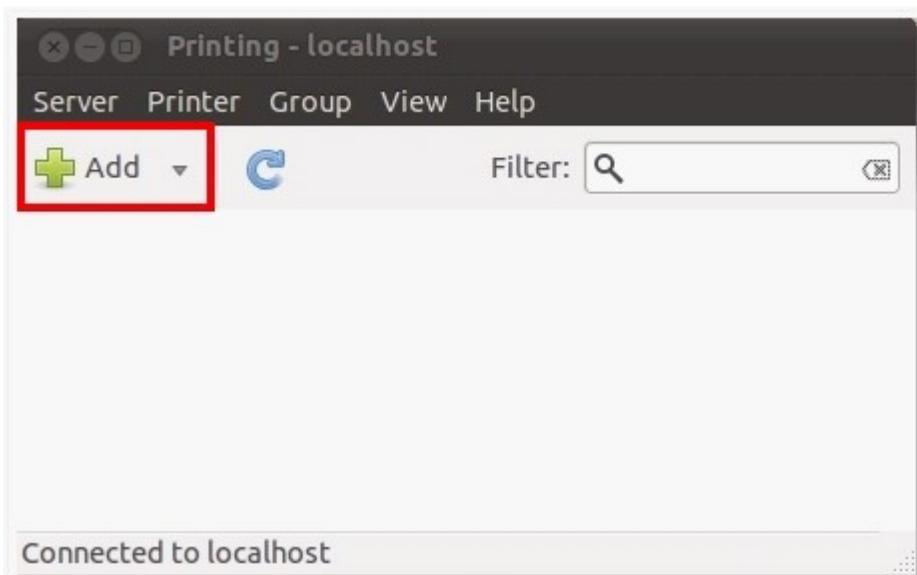 Printing - localhost
Server Printer Group View Help
Add Filter:
Connected to localhost